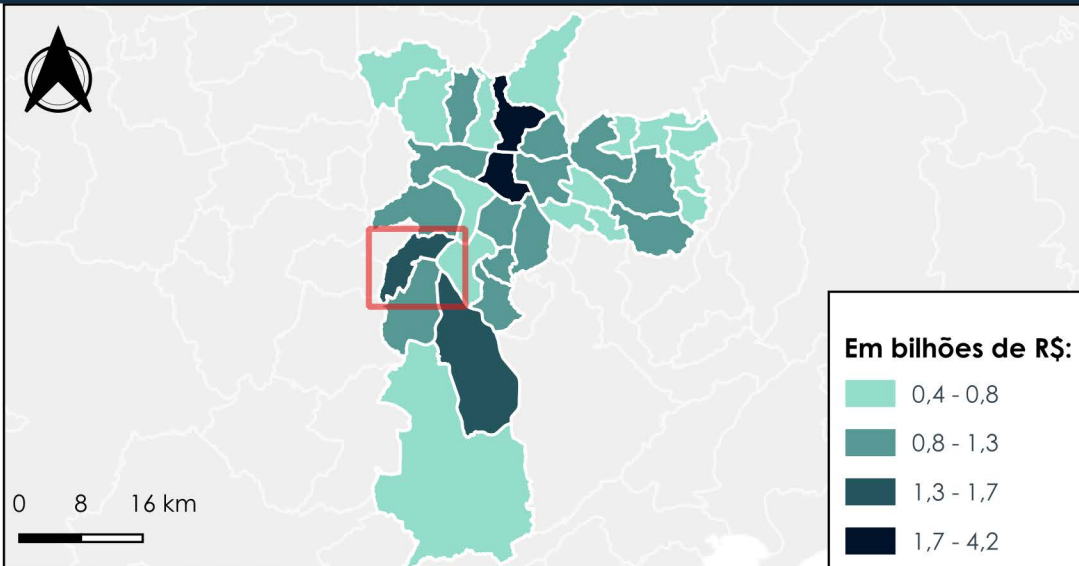 Em bilhões de R$:
0,4 - 0,8
0,8 - 1,3
1,3 - 1,7
1,7 - 4,2
0 8 16 km